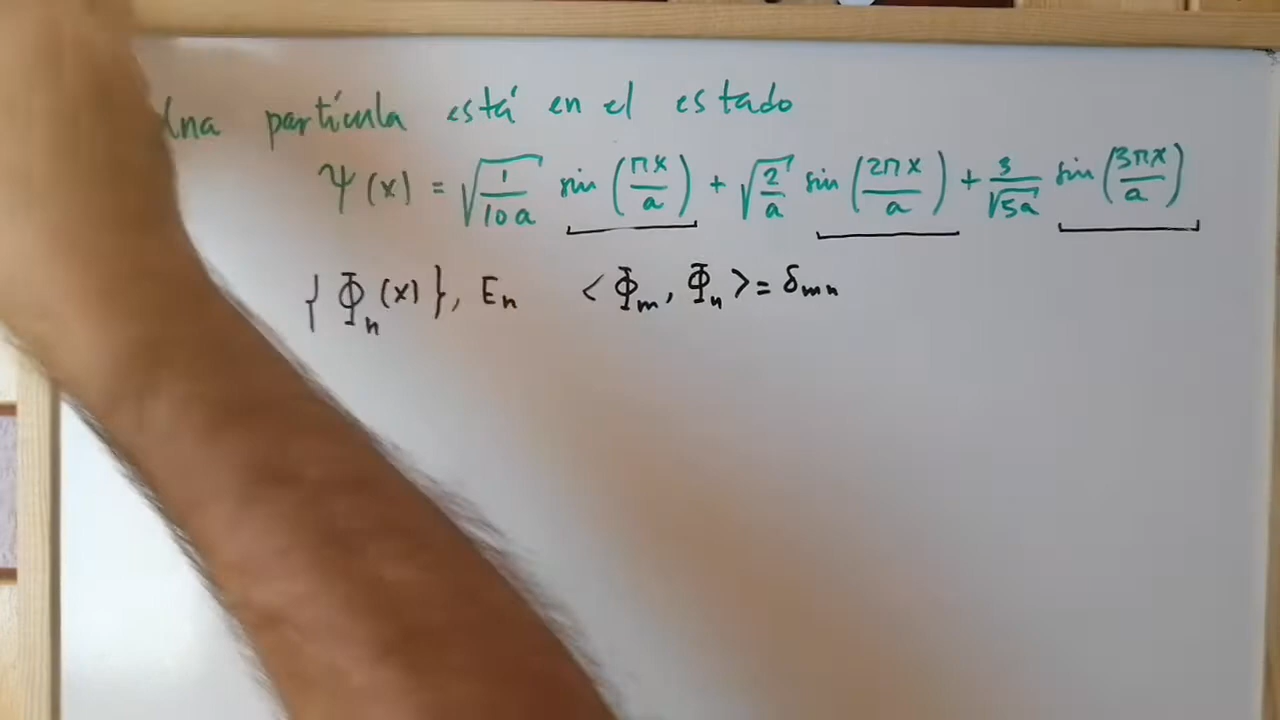 partícula está en el estado
Ψ(x) = √(1/10a) sin(πx/a) + √(2/a) sin(2πx/a) + 3/√5a sin(3πx/a)
{Φn(x)}, En <Φm, Φn> = δmn